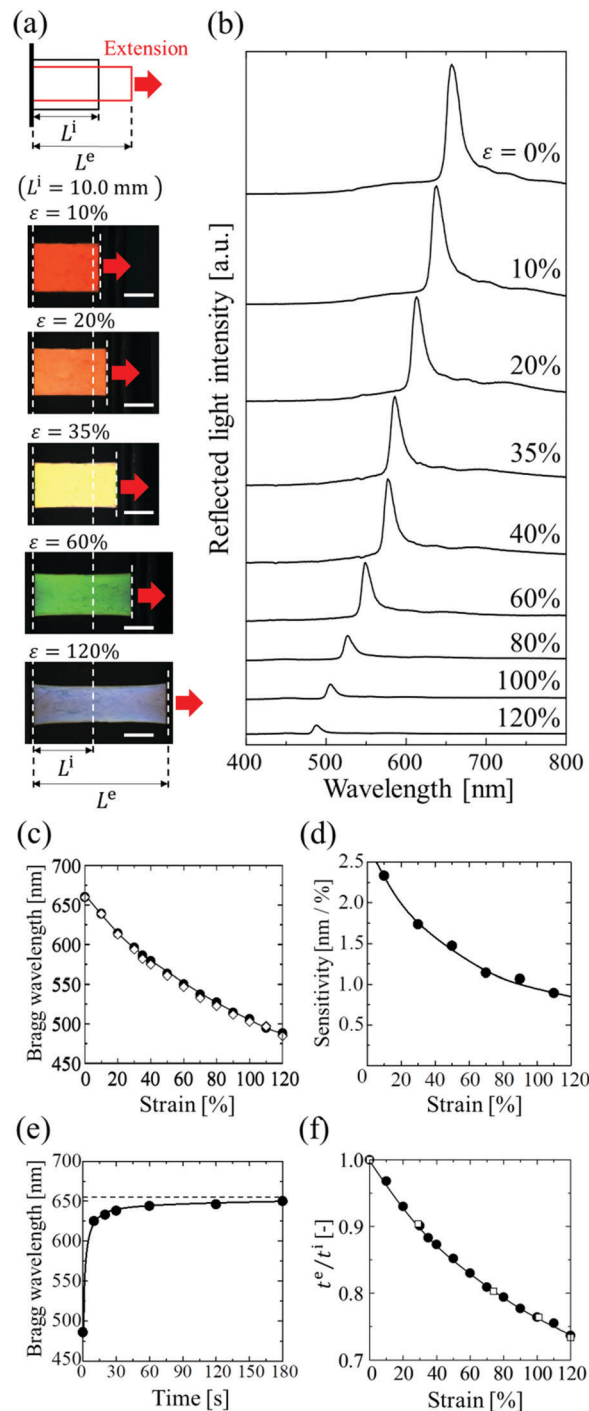 (a)
Extension
Lⁱ
Lᵉ
(Lⁱ = 10.0 mm)
ε = 10%
ε = 20%
ε = 35%
ε = 60%
ε = 120%
Lⁱ
Lᵉ
(b)
Reflected light intensity [a.u.]
ε = 0%
10%
20%
35%
40%
60%
80%
100%
120%
400 500 600 700 800
Wavelength [nm]
(c)
Bragg wavelength [nm]
700
650
600
550
500
450
0 20 40 60 80 100 120
Strain [%]
(d)
Sensitivity [nm / %]
2.5
2.0
1.5
1.0
0.5
0 20 40 60 80 100 120
Strain [%]
(e)
Bragg wavelength [nm]
700
650
600
550
500
450
0 30 60 90 120 150 180
Time [s]
(f)
tᵉ/tⁱ [-]
1.0
0.9
0.8
0.7
0 20 40 60 80 100 120
Strain [%]